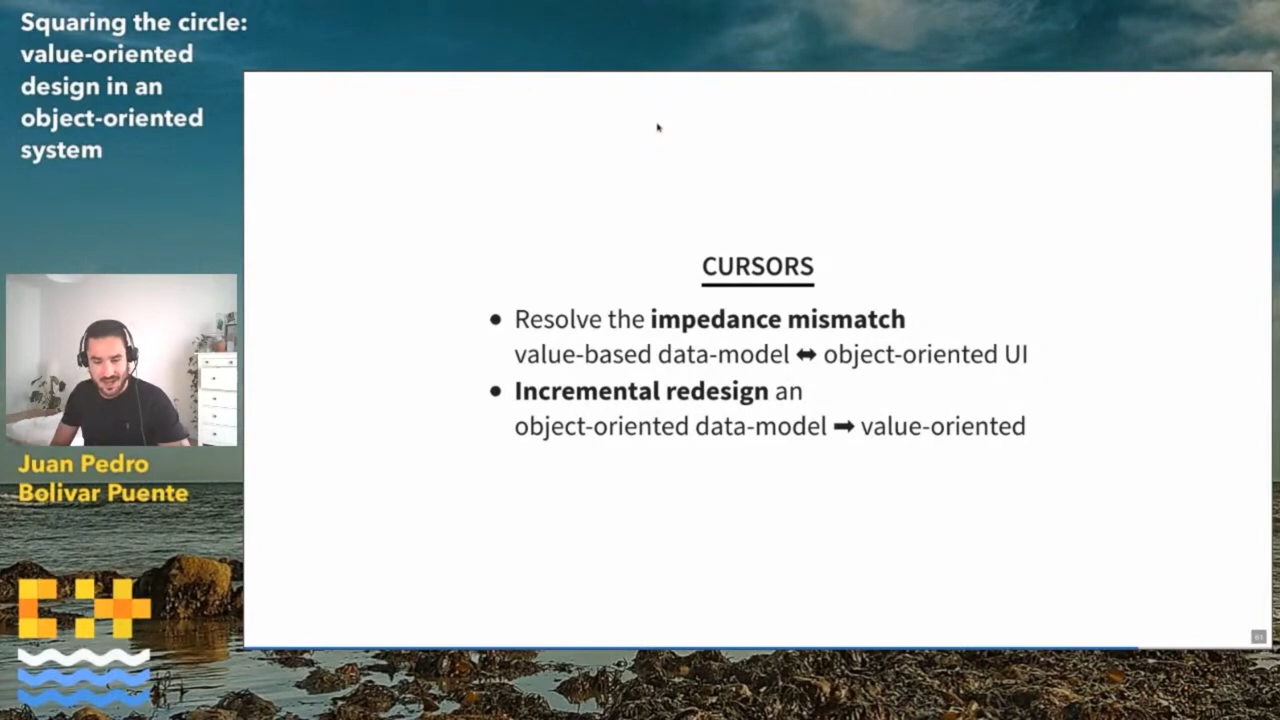 Squaring the circle:
value-oriented
design in an
object-oriented
system
CURSORS
• Resolve the impedance mismatch
value-based data-model ⬌ object-oriented UI
• Incremental redesign an
object-oriented data-model ➡ value-oriented
Juan Pedro
Bolivar Puente
61